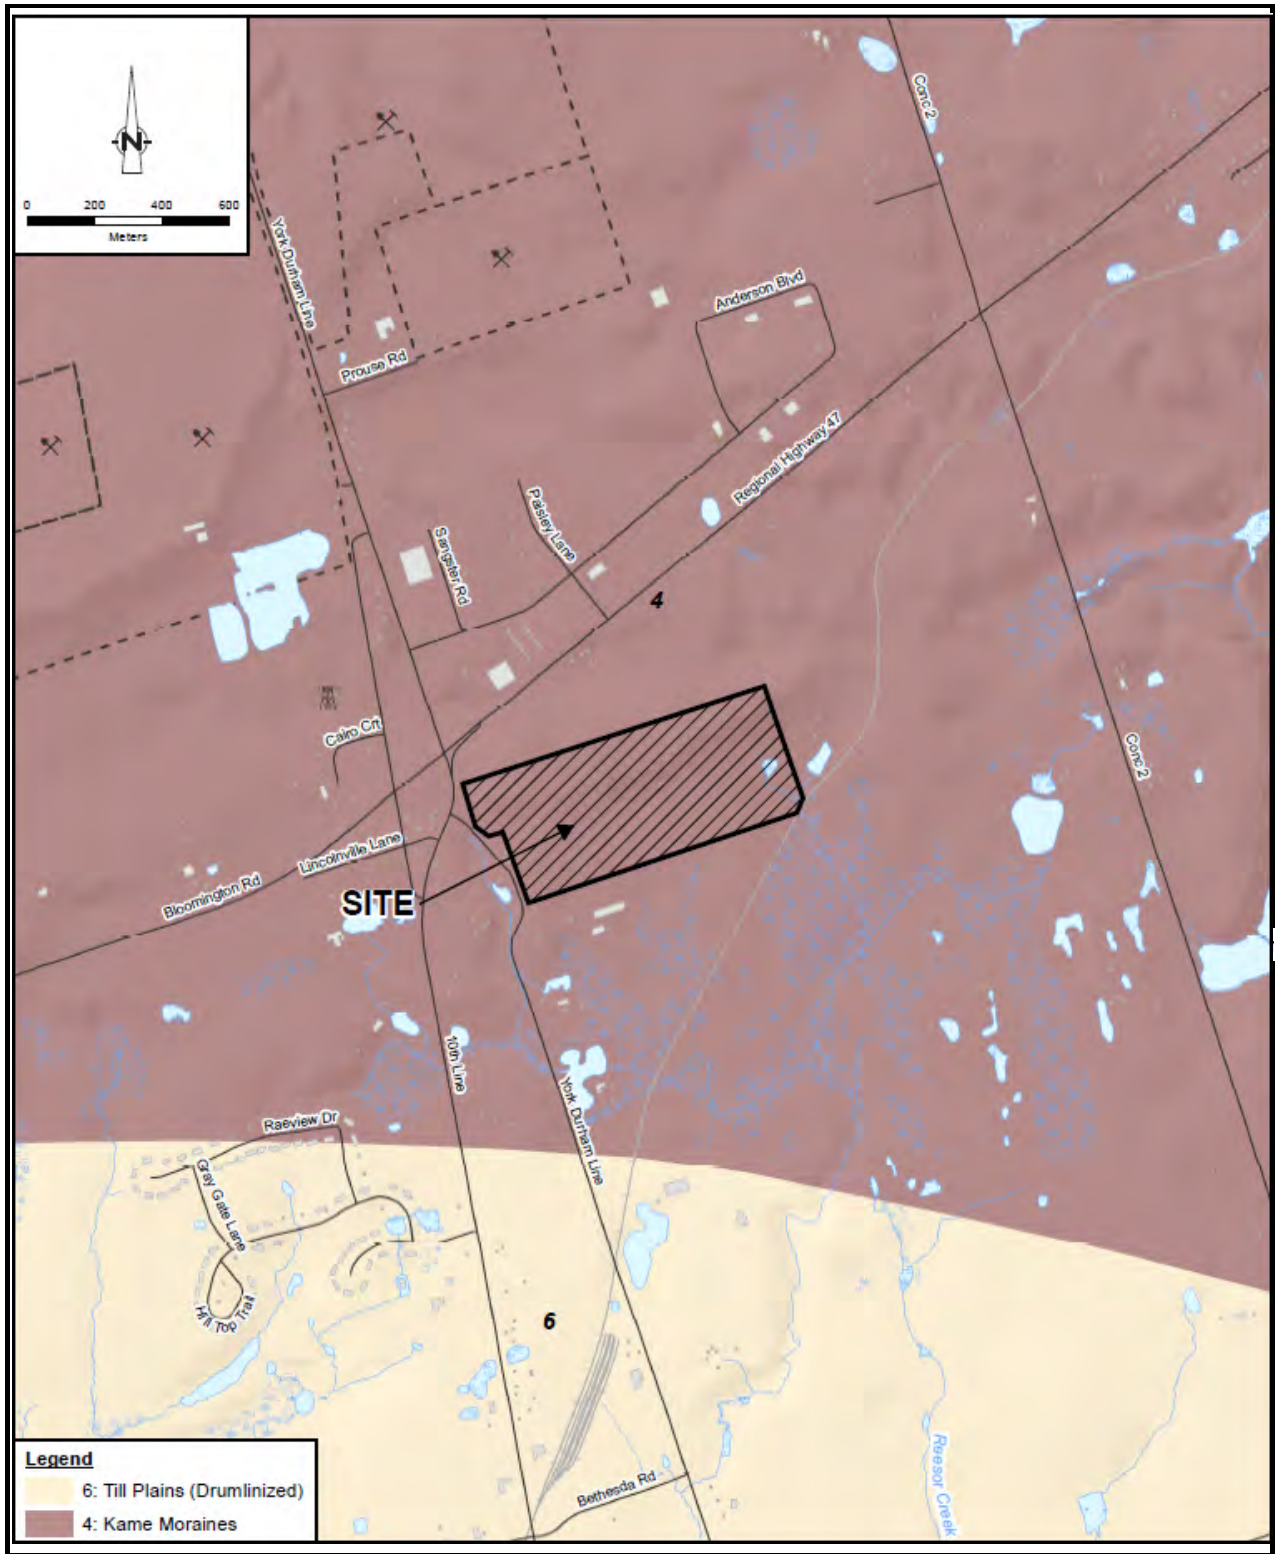 N
0 200 400 600
Meters
Conc 2
York Durham Line
Anderson Blvd
Prouse Rd
Regional Highway 47
Paisley Lane
Sangster Rd
4
Cairo Crt
Conc 2
Lincolnville Lane
Bloomington Rd
SITE
10th Line
York Durham Line
Raeview Dr
Gray Gate Lane
Hill Top Trail
6
Reesor Creek
Bethesda Rd
Legend
6: Till Plains (Drumlinized)
4: Kame Moraines